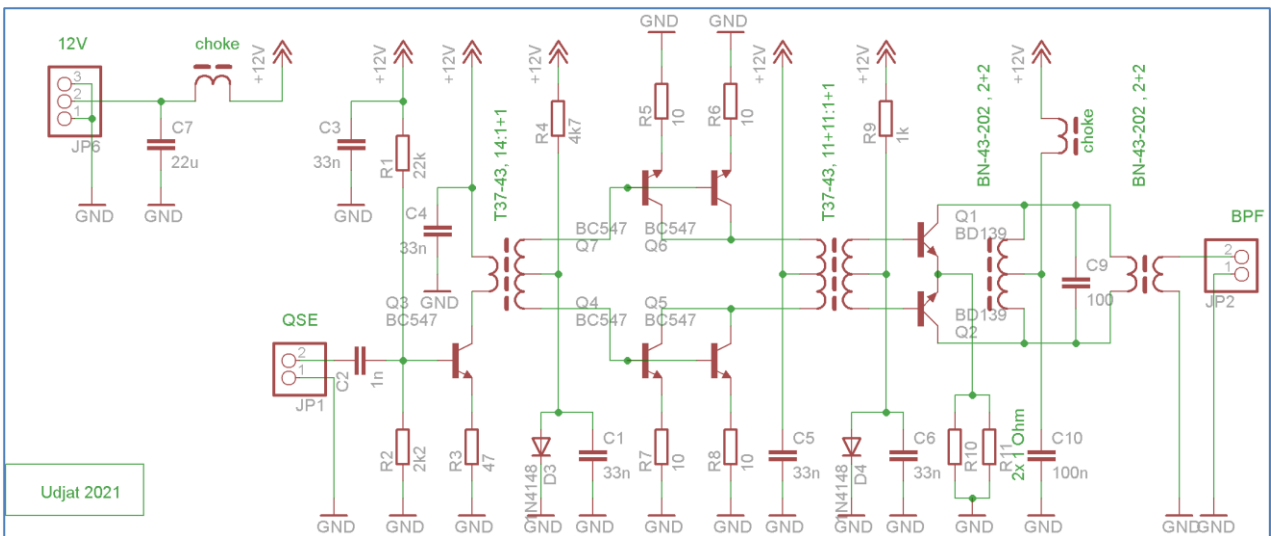 12V
3
2
1
JP6
C7
22u
GND
GND
choke
+12V
C3
33n
GND
+12V
R1
22k
+12V
C4
33n
GND
T37-43, 14:1+1
+12V
R4
4k7
GND
GND
R5
10
R6
10
BC547
Q7
BC547
Q6
+12V
T37-43, 11+11:1+1
+12V
R9
1k
BN-43-202 , 2+2
+12V
choke
BN-43-202 , 2+2
Q1
BD139
BD139
Q2
C9
100
BPF
2
1
JP2
QSE
2
1
JP1
C2
1n
Q3
BC547
R2
2k2
R3
47
1N4148
D3
C1
33n
Q4
BC547
Q5
BC547
R7
10
R8
10
C5
33n
1N4148
D4
C6
33n
R10
R11
2x 1 Ohm
C10
100n
GND
GND
GND
GND
GND
GND
GND
GND
GND
GND
GND
GND
GND
GND
Udjat 2021